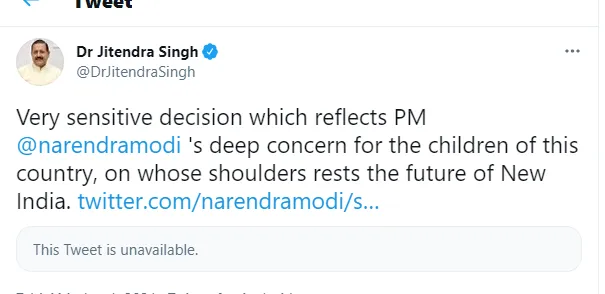 Tweet
Dr Jitendra Singh
@DrJitendraSingh
Very sensitive decision which reflects PM
@narendramodi 's deep concern for the children of this
country, on whose shoulders rests the future of New
India. twitter.com/narendramodi/s...
This Tweet is unavailable.